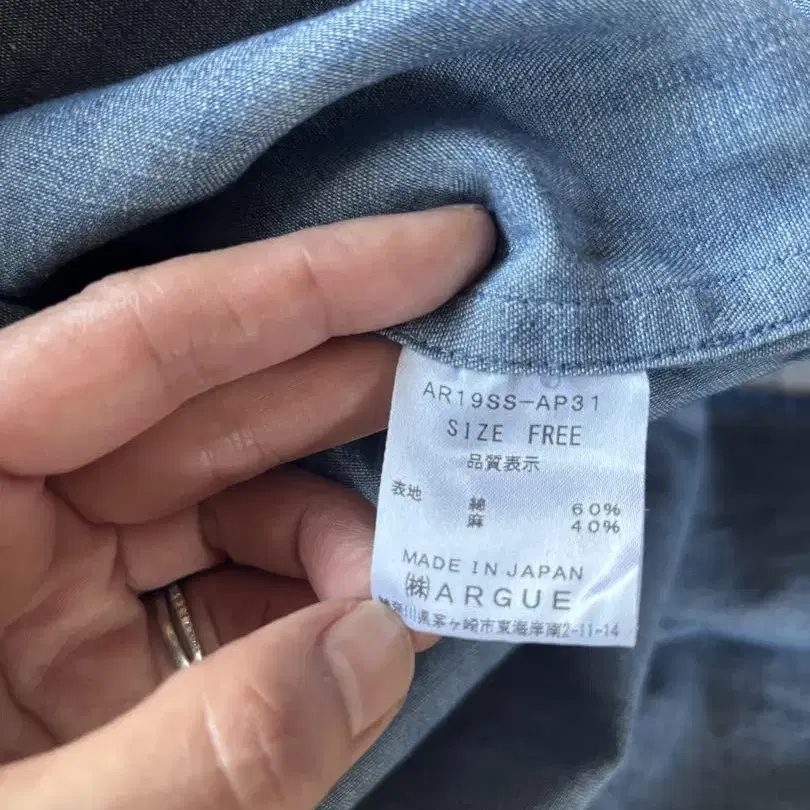 AR19SS-AP31
SIZE FREE
品質表示
表地 綿 60%
麻 40%
MADE IN JAPAN
㈱ARGUE
神奈川県茅ヶ崎市東海岸南2-11-14